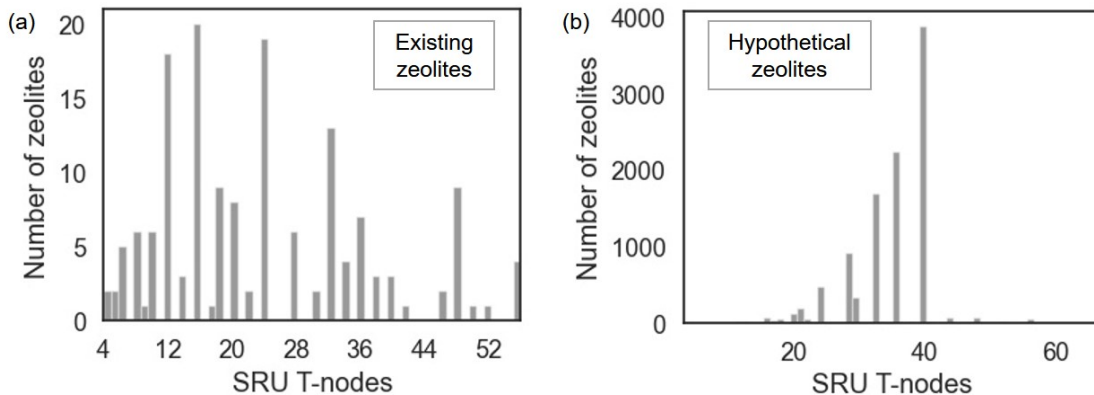 (a)
Existing
zeolites
Number of zeolites
20
15
10
5
0
4 12 20 28 36 44 52
SRU T-nodes
(b)
Hypothetical
zeolites
Number of zeolites
4000
3000
2000
1000
0
20 40 60
SRU T-nodes